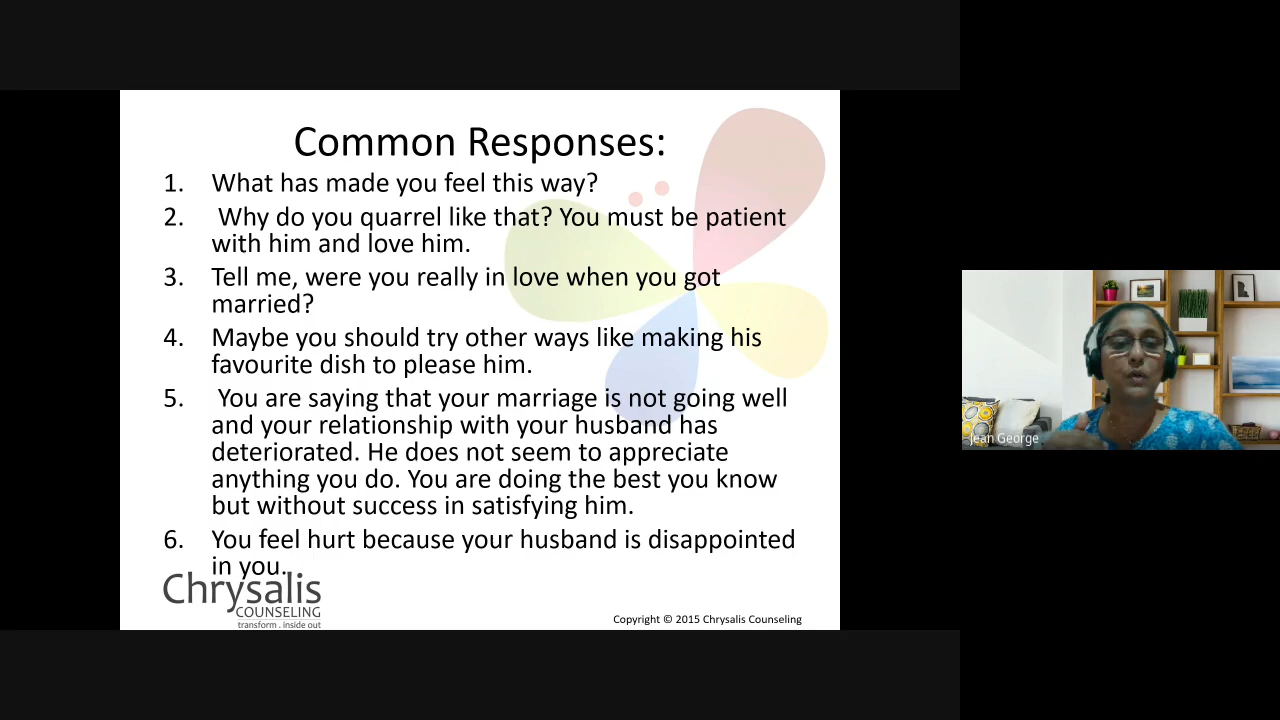 Common Responses:
1. What has made you feel this way?
2. Why do you quarrel like that? You must be patient
with him and love him.
3. Tell me, were you really in love when you got
married?
4. Maybe you should try other ways like making his
favourite dish to please him.
5. You are saying that your marriage is not going well
and your relationship with your husband has
deteriorated. He does not seem to appreciate
anything you do. You are doing the best you know
but without success in satisfying him.
6. You feel hurt because your husband is disappointed
in you.
Chrysalis
COUNSELING
transform . inside out
Copyright © 2015 Chrysalis Counseling
Jean George